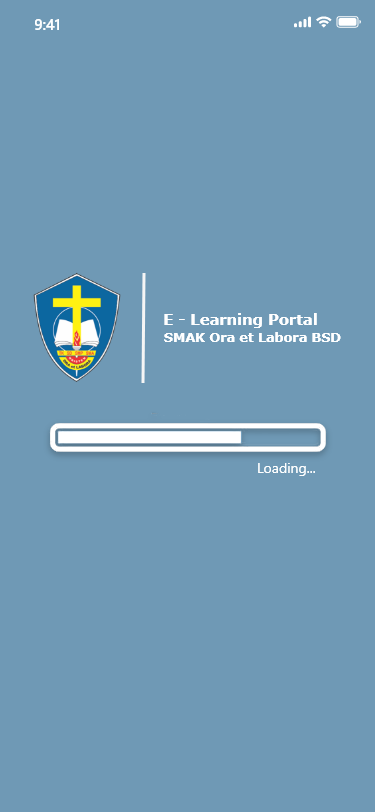 9:41
E - Learning Portal
SMAK Ora et Labora BSD
Loading...